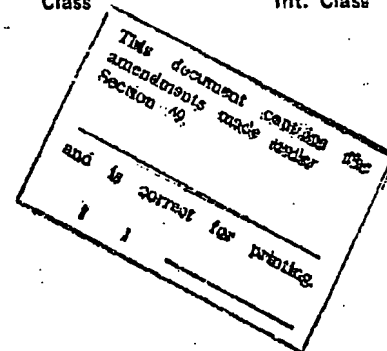 Class Int. Class
This document contains the
amendments made under
Section 49
and is correct for printing.